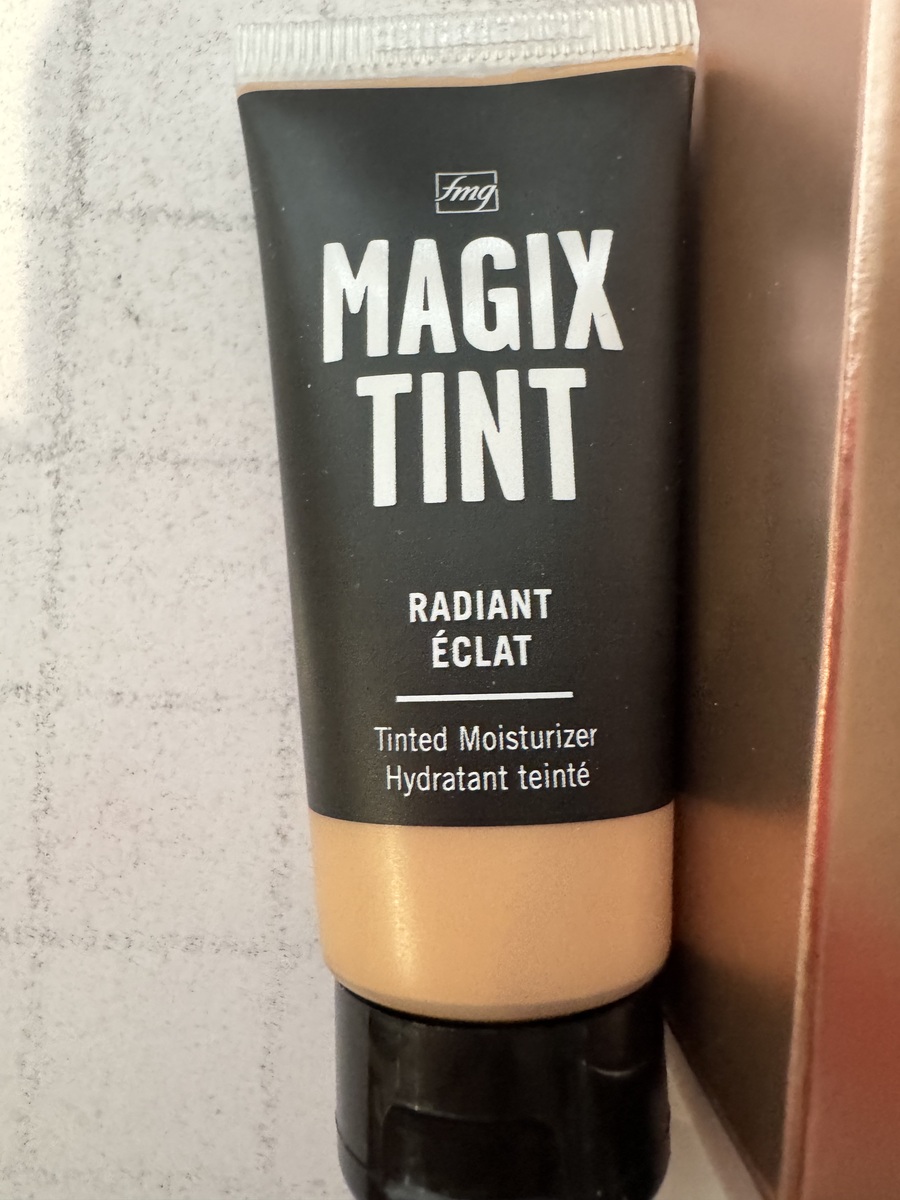 fmg
MAGIX
TINT
RADIANT
ÉCLAT
Tinted Moisturizer
Hydratant teinté